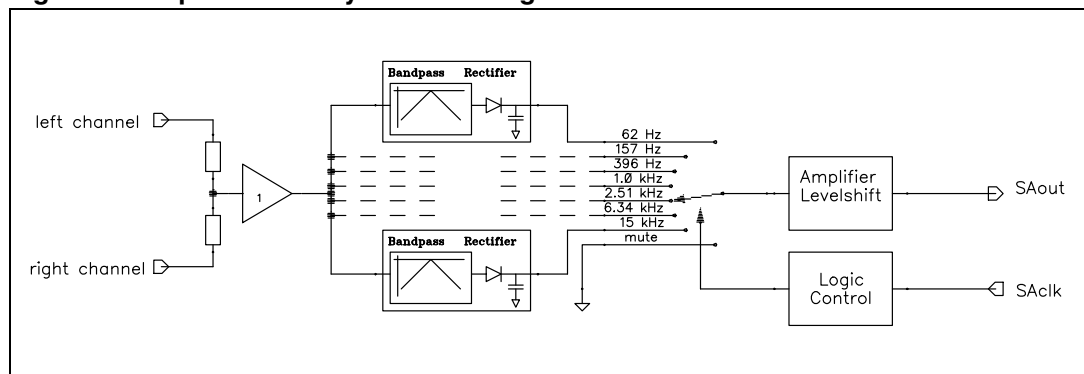 Bandpass Rectifier
left channel
62 Hz
157 Hz
396 Hz
1.0 kHz
2.51 kHz
6.34 kHz
15 kHz
mute
1
Amplifier
Levelshift
SAout
right channel
Bandpass Rectifier
Logic
Control
SAclk